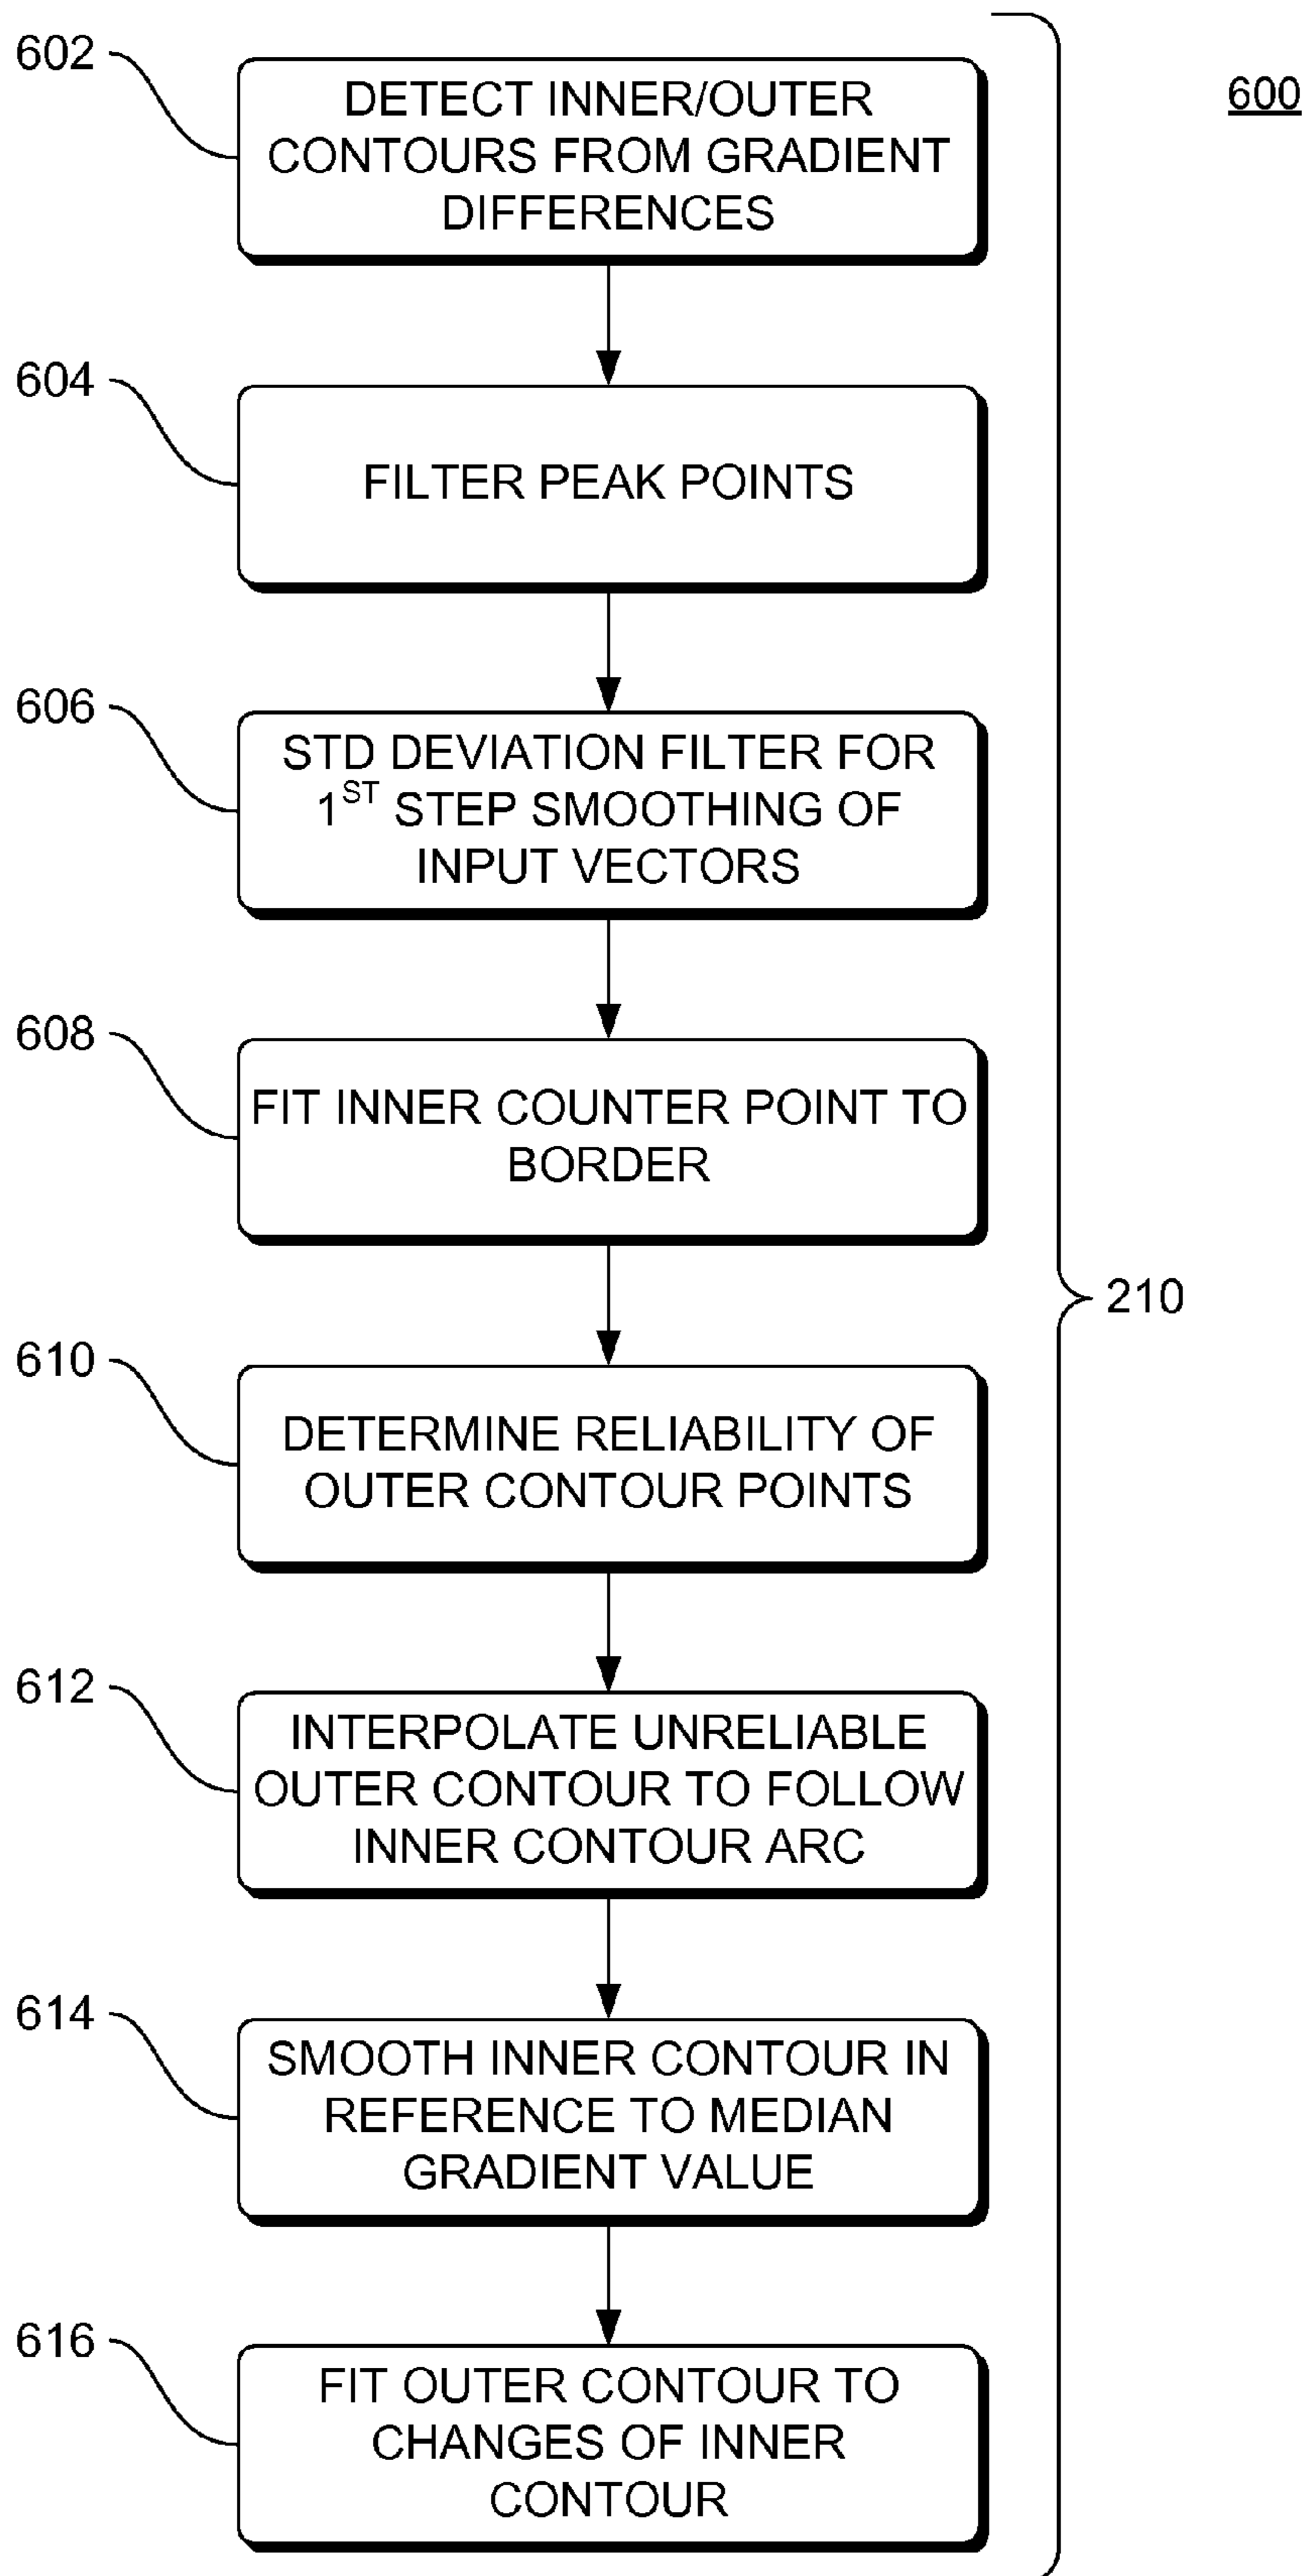 600
602
DETECT INNER/OUTER
CONTOURS FROM GRADIENT
DIFFERENCES
604
FILTER PEAK POINTS
606
STD DEVIATION FILTER FOR
1ST STEP SMOOTHING OF
INPUT VECTORS
608
FIT INNER COUNTER POINT TO
BORDER
210
610
DETERMINE RELIABILITY OF
OUTER CONTOUR POINTS
612
INTERPOLATE UNRELIABLE
OUTER CONTOUR TO FOLLOW
INNER CONTOUR ARC
614
SMOOTH INNER CONTOUR IN
REFERENCE TO MEDIAN
GRADIENT VALUE
616
FIT OUTER CONTOUR TO
CHANGES OF INNER
CONTOUR